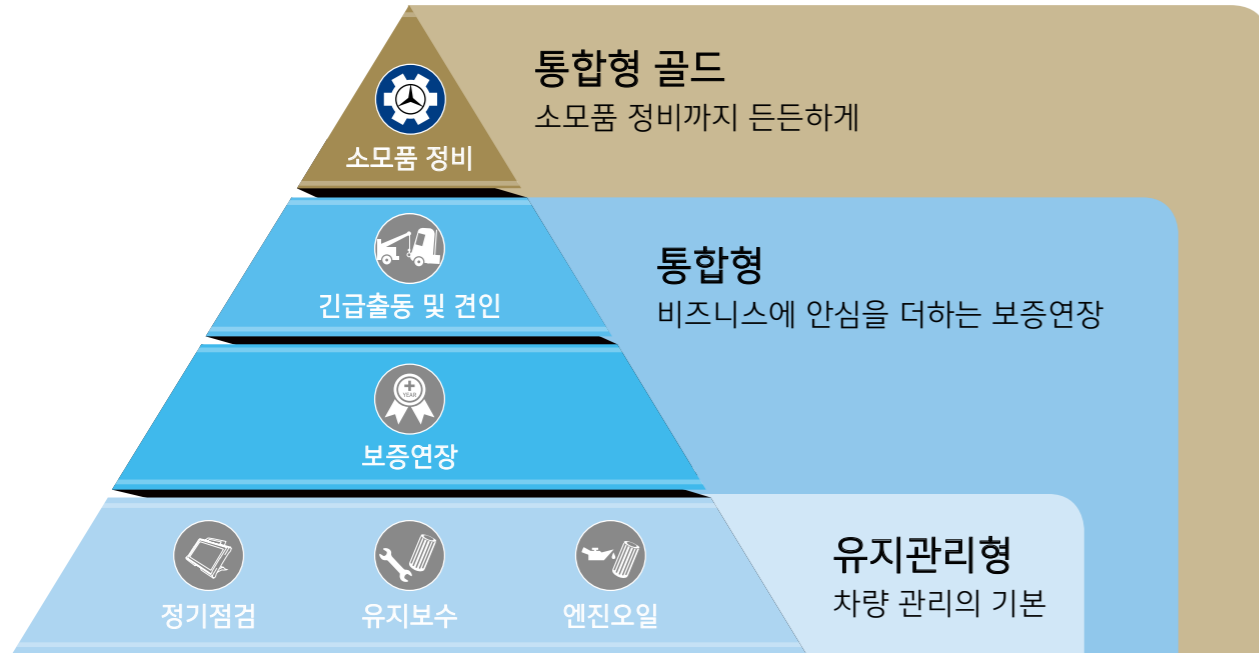 통합형 골드
소모품 정비까지 든든하게
소모품 정비
통합형
비즈니스에 안심을 더하는 보증연장
긴급출동 및 견인
+
YEAR
보증연장
유지관리형
차량 관리의 기본
정기점검
유지보수
엔진오일